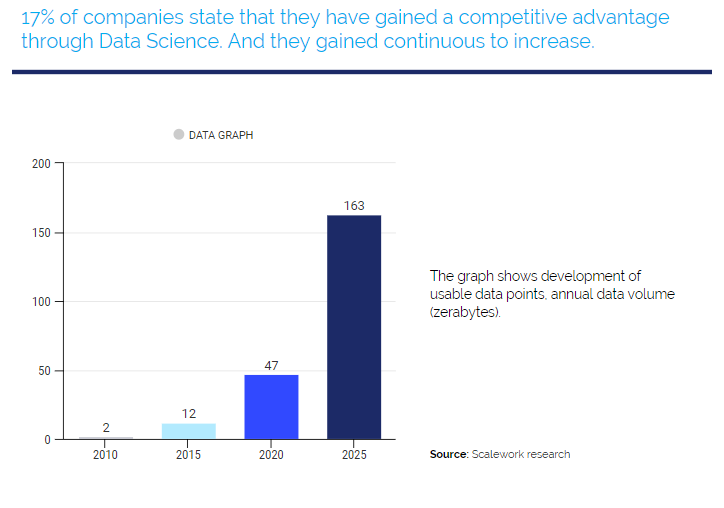 17% of companies state that they have gained a competitive advantage
through Data Science. And they gained continuous to increase.
DATA GRAPH
200
150
100
50
0
2
12
47
163
2010
2015
2020
2025
The graph shows development of
usable data points, annual data volume
(zerabytes).
Source: Scalework research